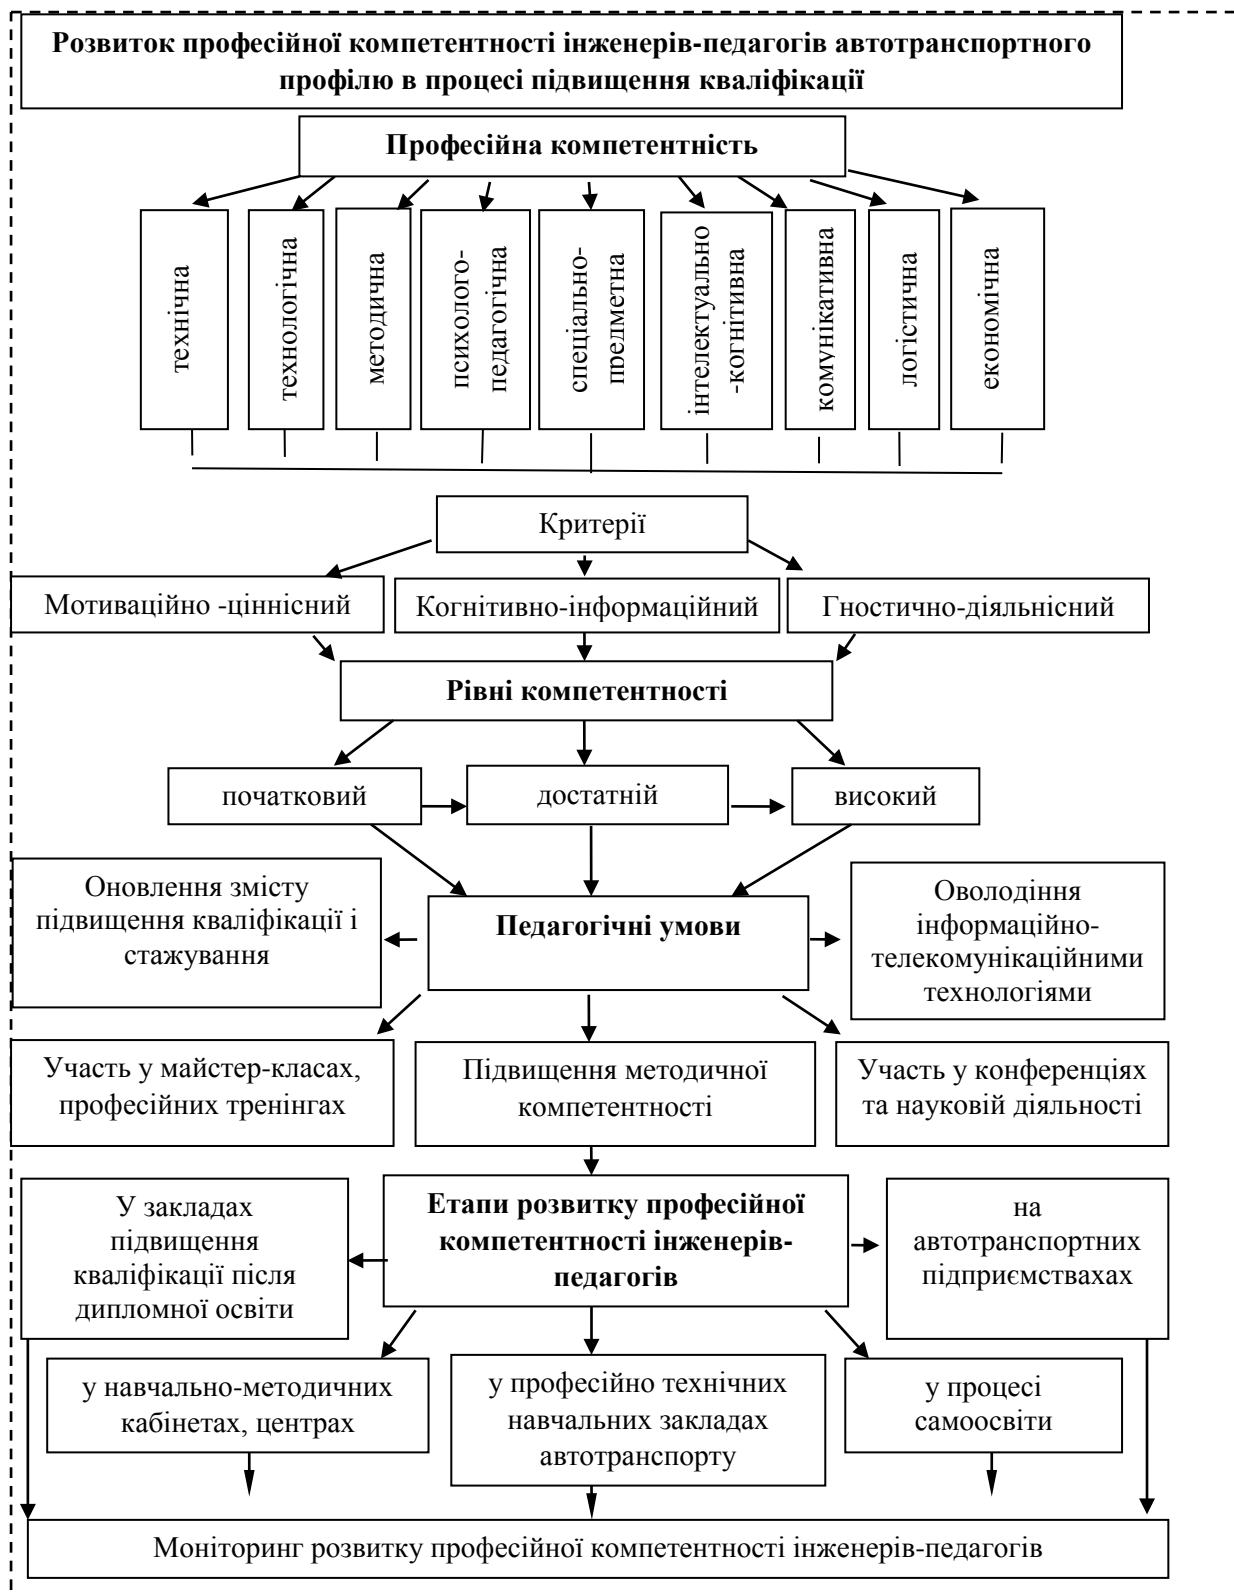 Розвиток професійної компетентності інженерів-педагогів автотранспортного
профілю в процесі підвищення кваліфікації
Професійна компетентність
технічна
технологічна
методична
психолого-
педагогічна
спеціально-
предметна
інтелектуально
-когнітивна
комунікативна
логістична
економічна
Критерії
Мотиваційно -ціннісний
Когнітивно-інформаційний
Гностично-діяльнісний
Рівні компетентності
початковий
достатній
високий
Оновлення змісту
підвищення кваліфікації і
стажування
Педагогічні умови
Оволодіння
інформаційно-
телекомунікаційними
технологіями
Участь у майстер-класах,
професійних тренінгах
Підвищення методичної
компетентності
Участь у конференціях
та науковій діяльності
У закладах
підвищення
кваліфікації після
дипломної освіти
Етапи розвитку професійної
компетентності інженерів-
педагогів
на
автотранспортних
підприємствахах
у навчально-методичних
кабінетах, центрах
у професійно технічних
навчальних закладах
автотранспорту
у процесі
самоосвіти
Моніторинг розвитку професійної компетентності інженерів-педагогів